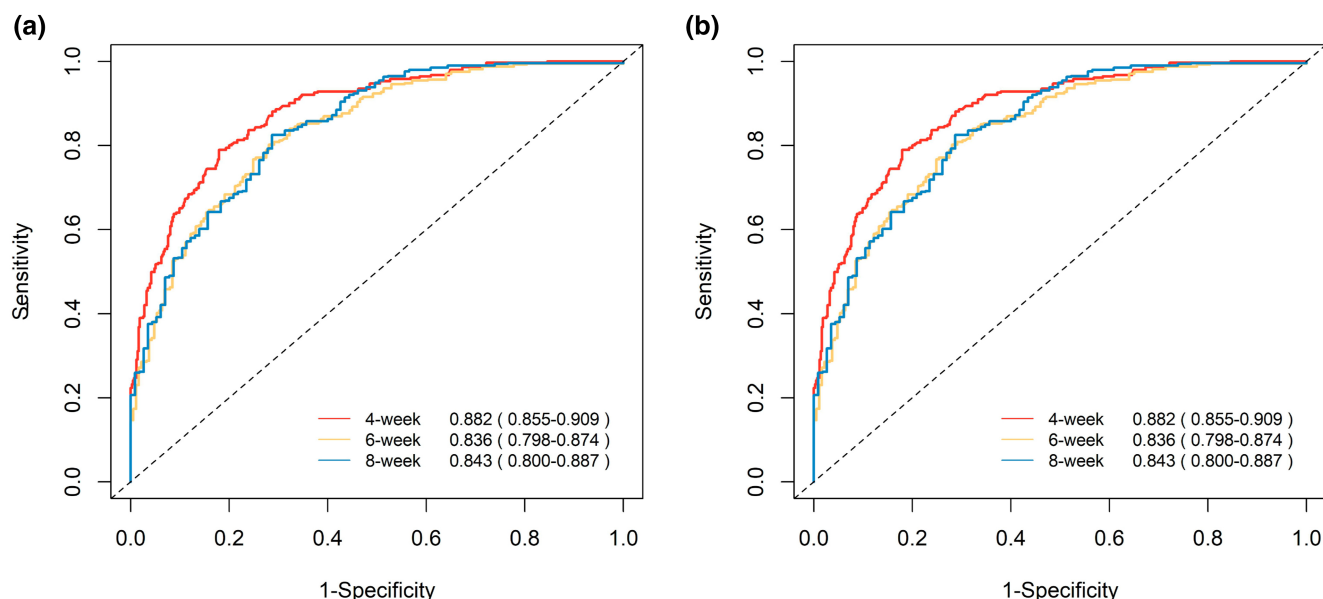 (a)
(b)
Sensitivity
1.0
0.8
0.6
0.4
0.2
0.0
4-week 0.882 ( 0.855-0.909 )
6-week 0.836 ( 0.798-0.874 )
8-week 0.843 ( 0.800-0.887 )
0.0 0.2 0.4 0.6 0.8 1.0
1-Specificity
Sensitivity
1.0
0.8
0.6
0.4
0.2
0.0
4-week 0.882 ( 0.855-0.909 )
6-week 0.836 ( 0.798-0.874 )
8-week 0.843 ( 0.800-0.887 )
0.0 0.2 0.4 0.6 0.8 1.0
1-Specificity